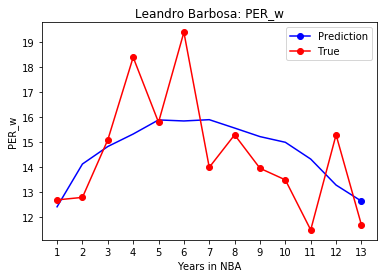 Leandro Barbosa: PER_w
Prediction
True
PER_w
19
18
17
16
15
14
13
12
1 2 3 4 5 6 7 8 9 10 11 12 13
Years in NBA